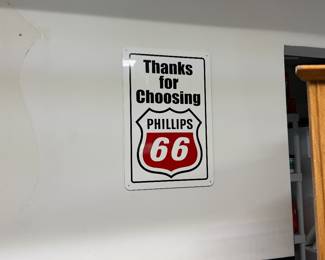 Thanks
for
Choosing
PHILLIPS
66